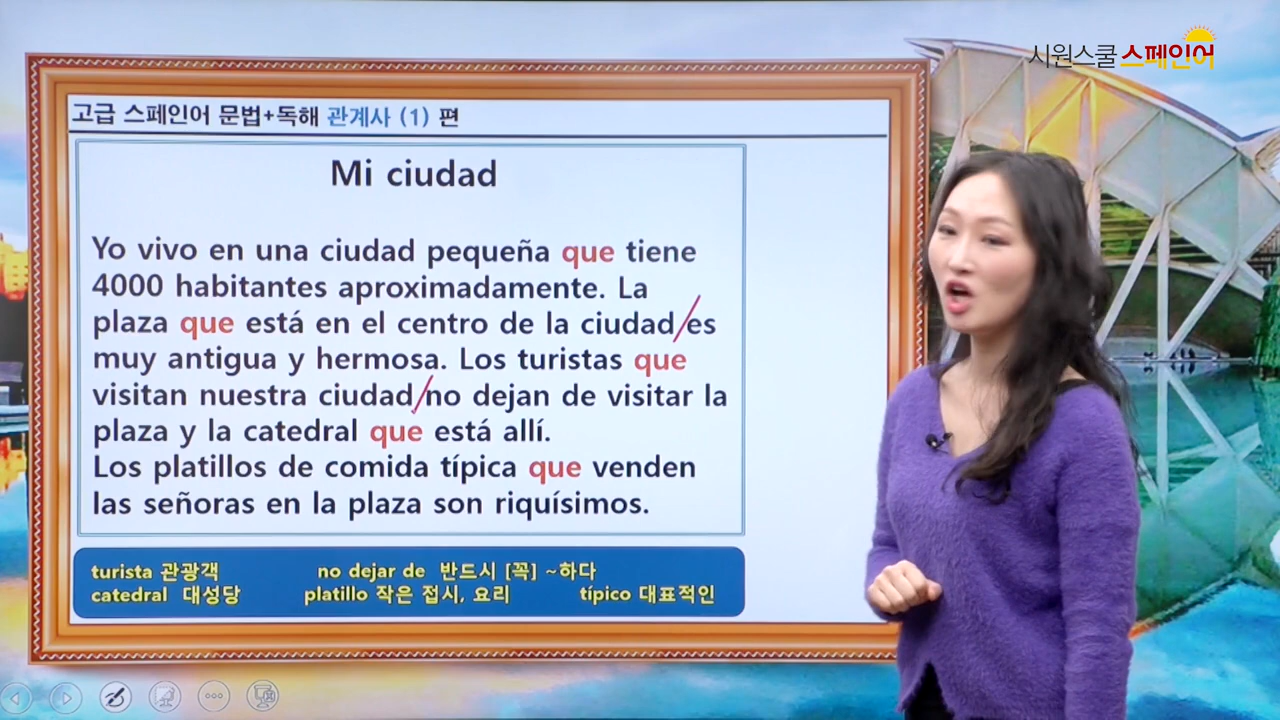 시원스쿨 스페인어
고급 스페인어 문법+독해 관계사 (1) 편
Mi ciudad
Yo vivo en una ciudad pequeña que tiene
4000 habitantes aproximadamente. La
plaza que está en el centro de la ciudad/es
muy antigua y hermosa. Los turistas que
visitan nuestra ciudad/no dejan de visitar la
plaza y la catedral que está allí.
Los platillos de comida típica que venden
las señoras en la plaza son riquísimos.
turista 관광객 no dejar de 반드시 [꼭] ~하다
catedral 대성당 platillo 작은 접시, 요리 típico 대표적인